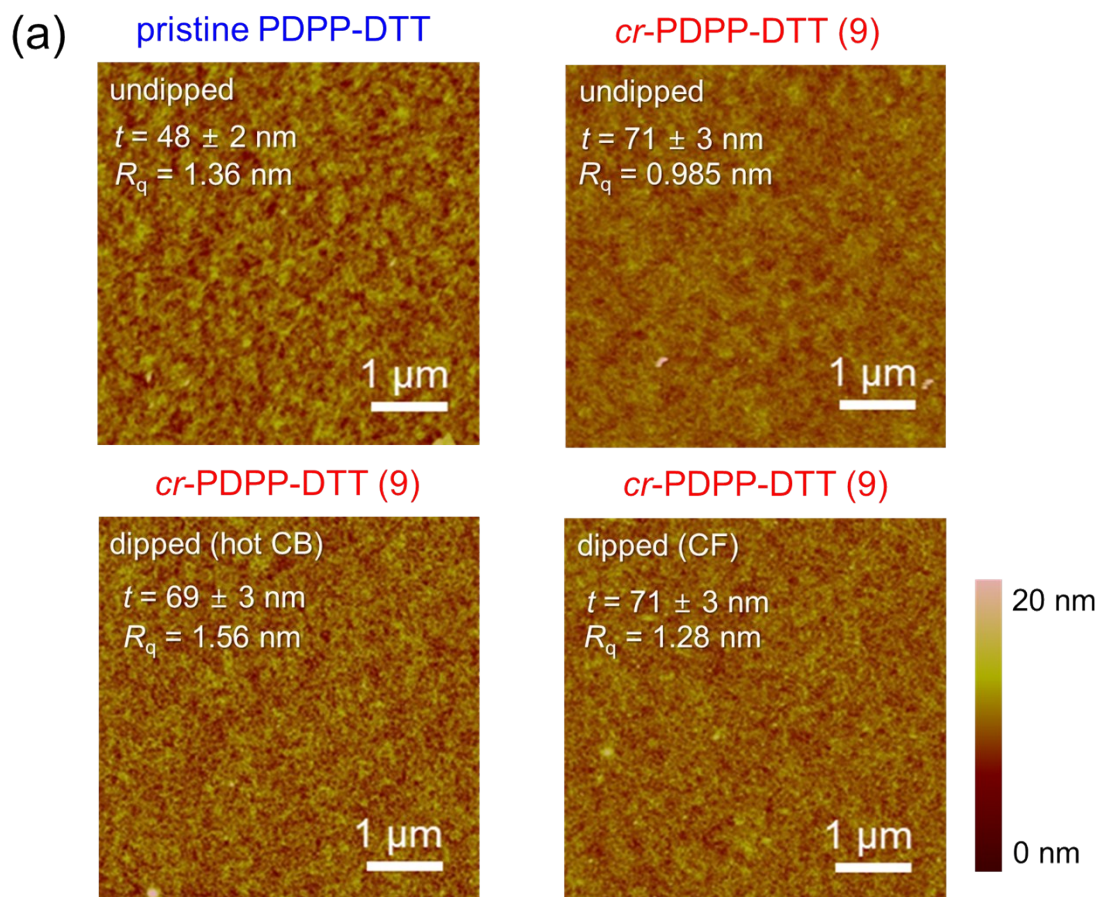 (a)
pristine PDPP-DTT
cr-PDPP-DTT (9)
undipped
t = 48 ± 2 nm
Rq = 1.36 nm
1 μm
undipped
t = 71 ± 3 nm
Rq = 0.985 nm
1 μm
cr-PDPP-DTT (9)
cr-PDPP-DTT (9)
dipped (hot CB)
t = 69 ± 3 nm
Rq = 1.56 nm
1 μm
dipped (CF)
t = 71 ± 3 nm
Rq = 1.28 nm
1 μm
20 nm
0 nm